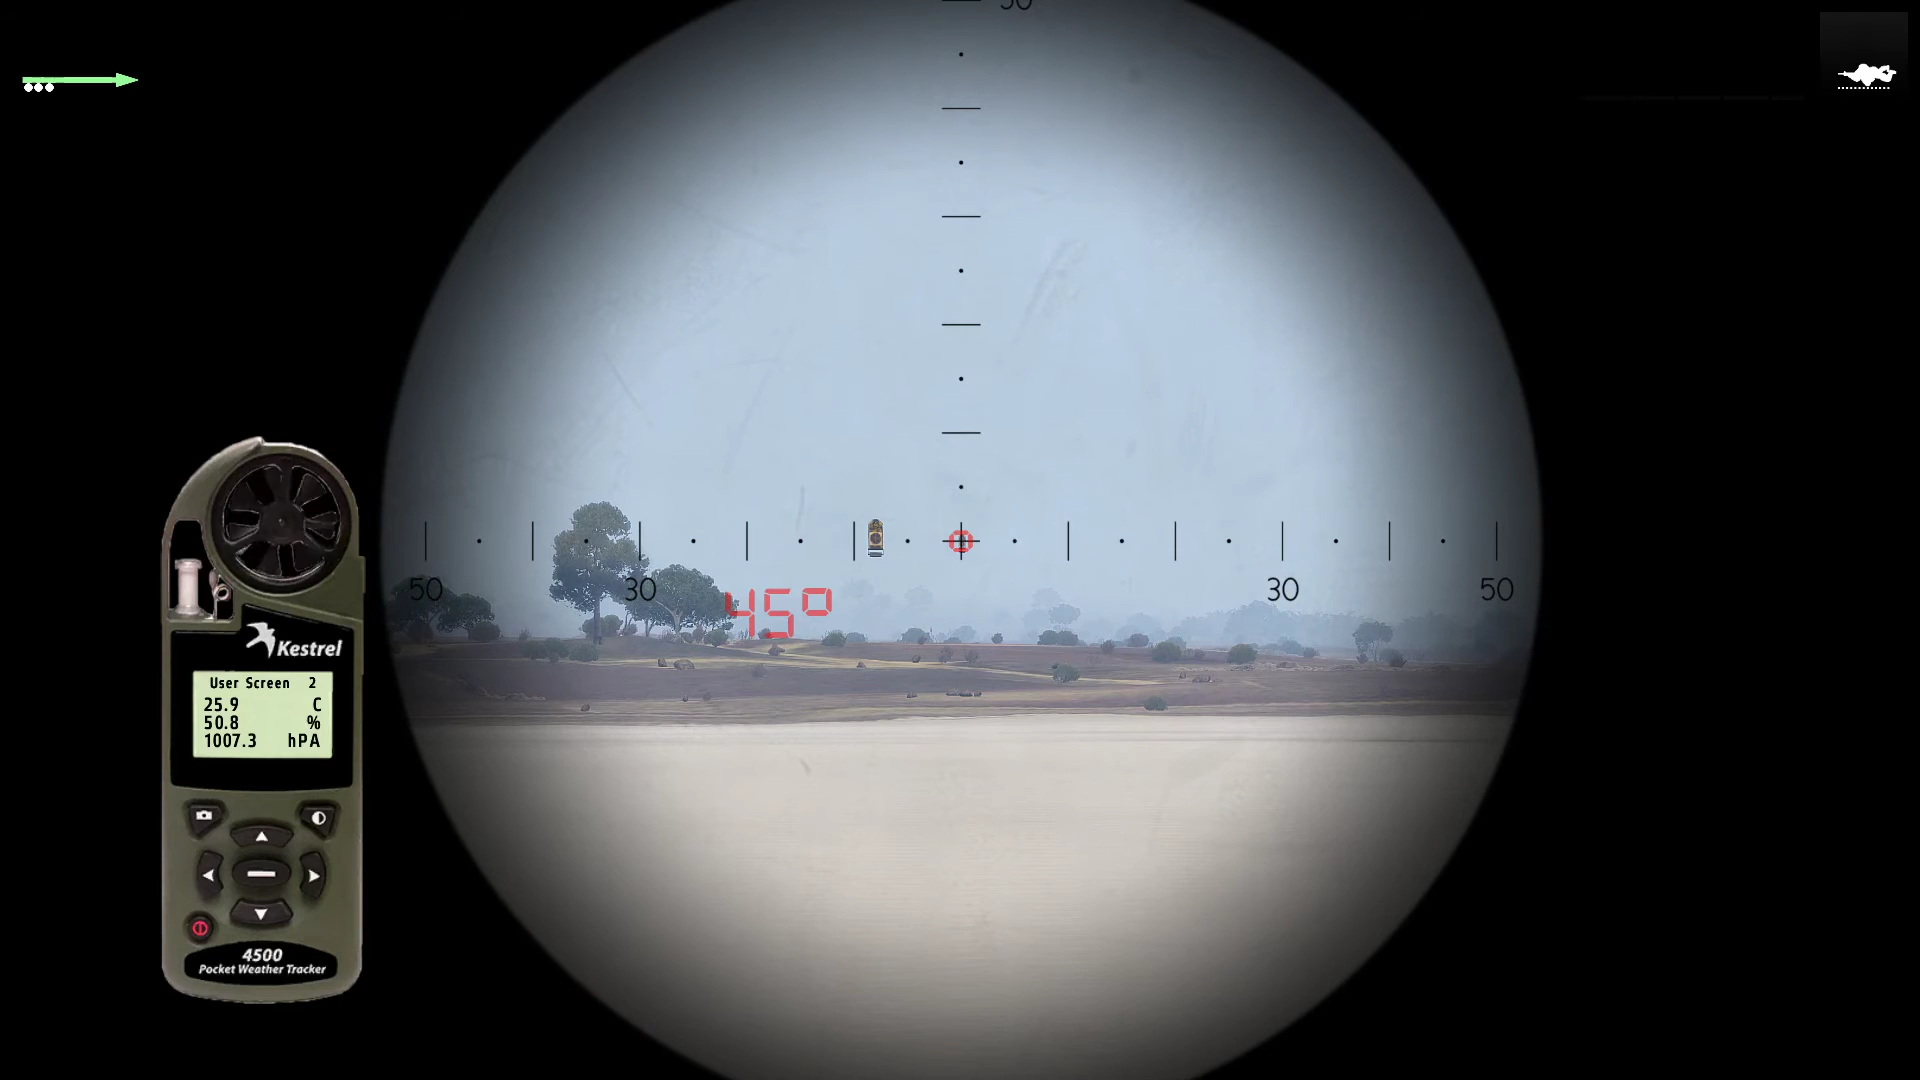 50
50
30
30
50
45°
Kestrel
User Screen 2
25.9 C
50.8 %
1007.3 hPA
4500
Pocket Weather Tracker